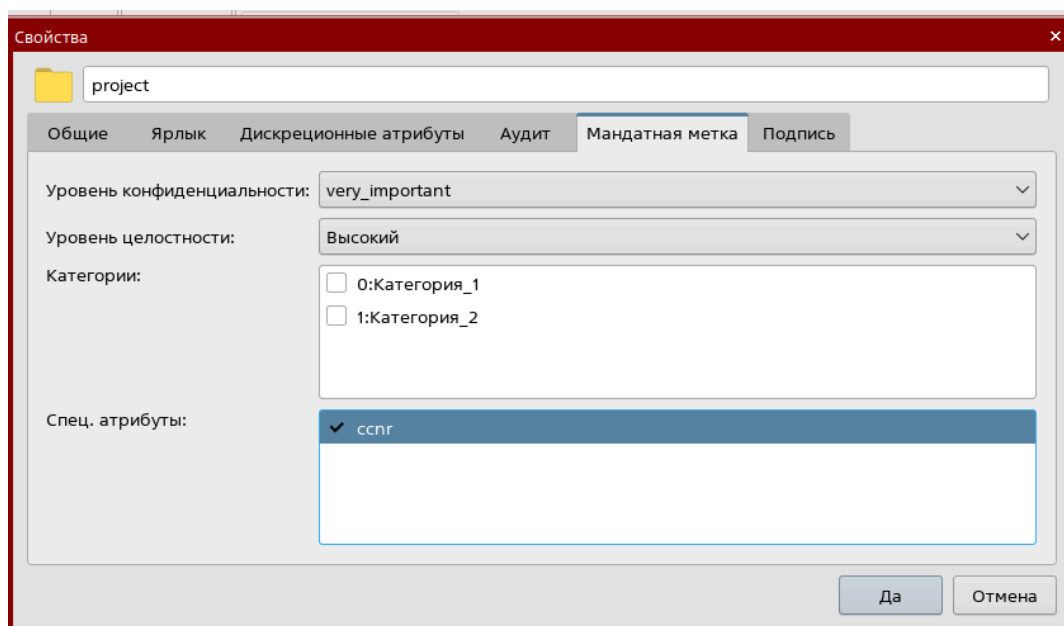 Свойства
project
Общие Ярлык Дискреционные атрибуты Аудит Мандатная метка Подпись
Уровень конфиденциальности: very_important
Уровень целостности: Высокий
Категории: 0:Категория_1
1:Категория_2
Спец. атрибуты: ccnr
Да Отмена